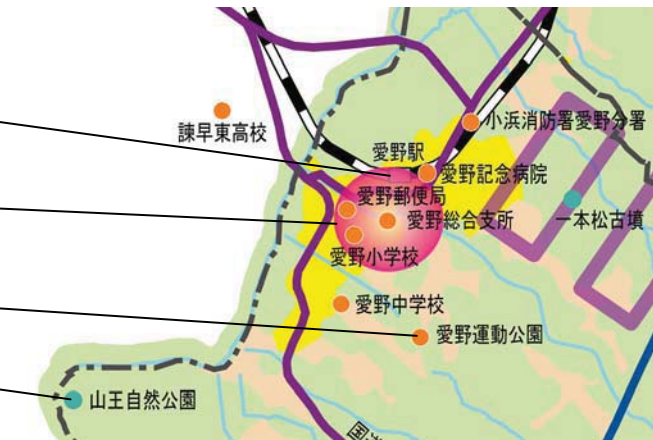 小浜消防署愛野分署
諫早東高校
愛野駅
愛野記念病院
愛野郵便局
愛野総合支所
一本松古墳
愛野小学校
愛野中学校
愛野運動公園
山王自然公園
国